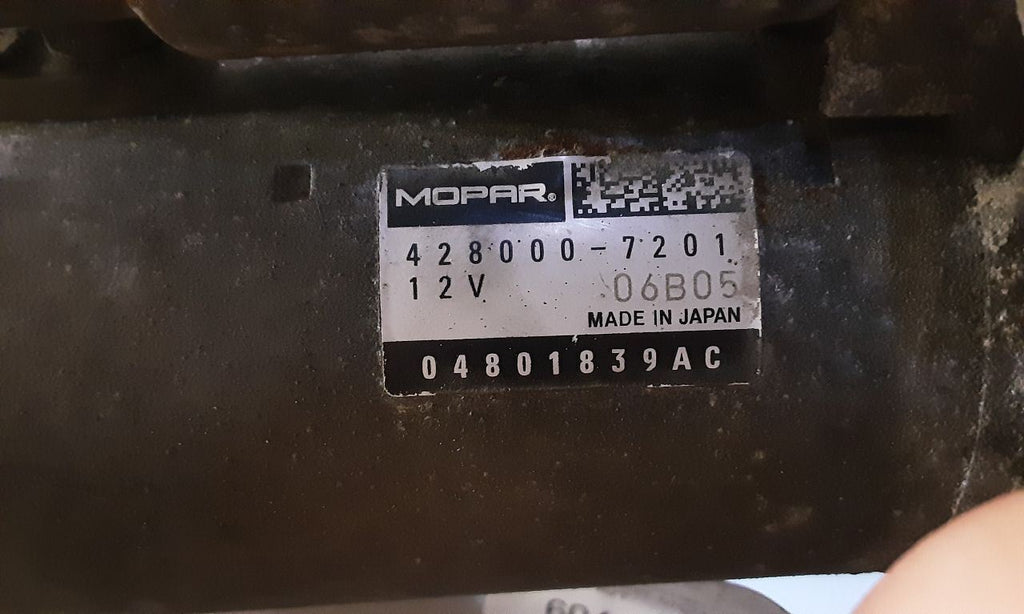 MOPAR®
428000-7201
12V 06B05
MADE IN JAPAN
04801839AC